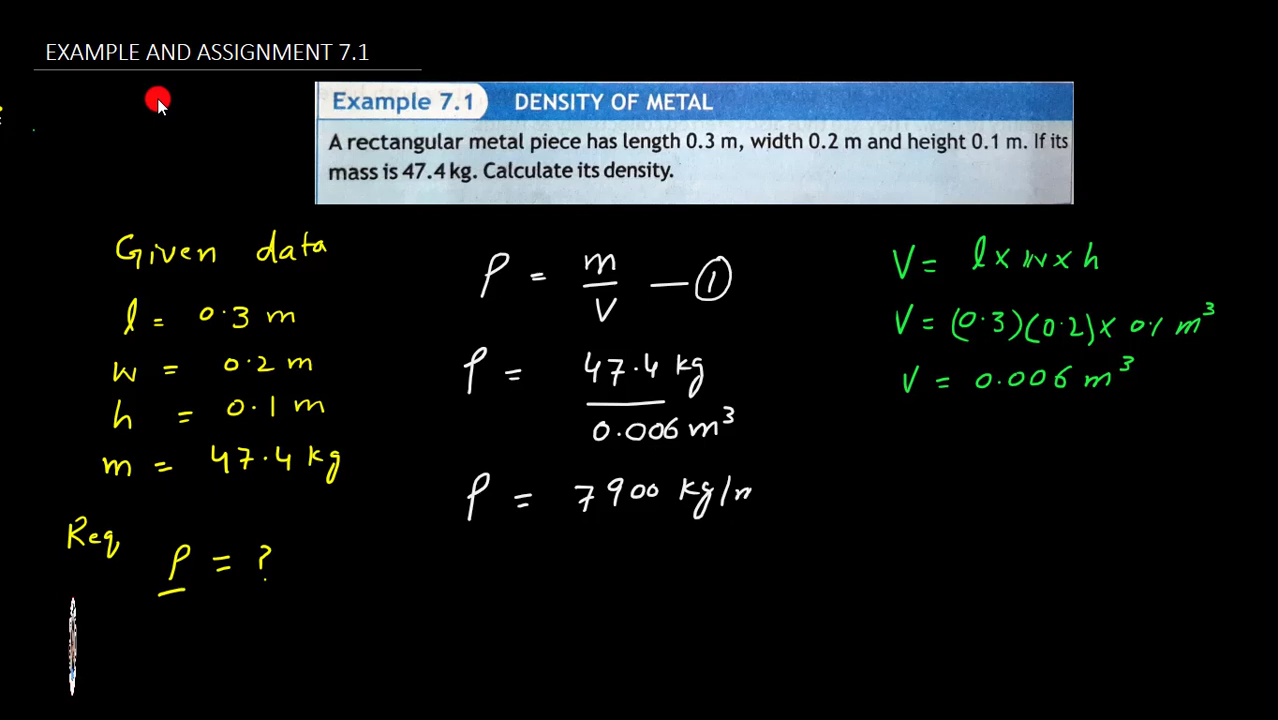 EXAMPLE AND ASSIGNMENT 7.1
Example 7.1 DENSITY OF METAL
A rectangular metal piece has length 0.3 m, width 0.2 m and height 0.1 m. If its
mass is 47.4 kg. Calculate its density.
Given data
l = 0.3 m
w = 0.2 m
h = 0.1 m
m = 47.4 kg
Req
ρ = ?
ρ = m/V — ①
ρ = 47.4 kg
0.006 m³
ρ = 7900 kg/n
V = l x w x h
V = (0.3)(0.2) x 0.1 m³
V = 0.006 m³